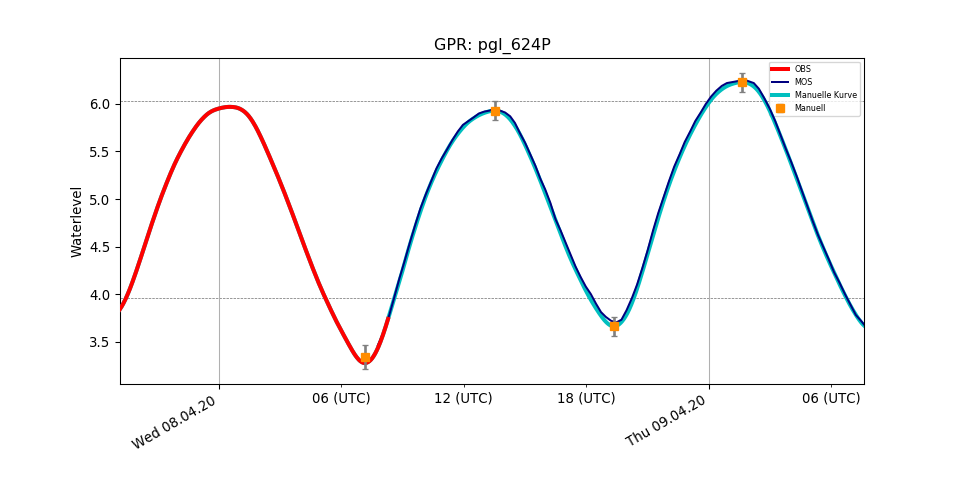 GPR: pgl_624P
OBS
MOS
Manuelle Kurve
Manuell
Waterlevel
6.0
5.5
5.0
4.5
4.0
3.5
Wed 08.04.20
06 (UTC)
12 (UTC)
18 (UTC)
Thu 09.04.20
06 (UTC)